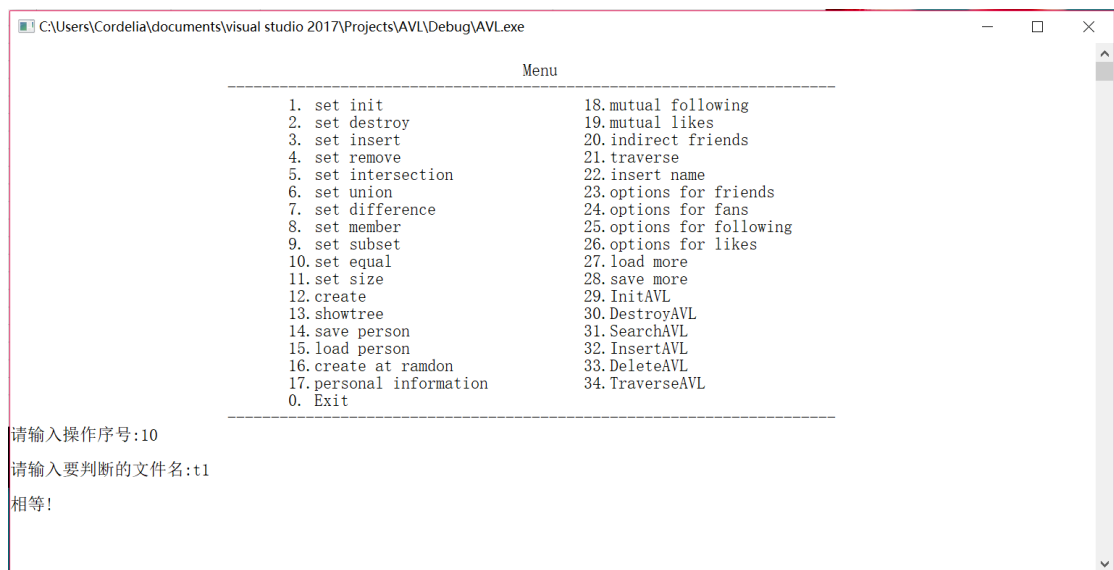 C:\Users\Cordelia\documents\visual studio 2017\Projects\AVL\Debug\AVL.exe
Menu
1. set init 18.mutual following
2. set destroy 19.mutual likes
3. set insert 20.indirect friends
4. set remove 21.traverse
5. set intersection 22.insert name
6. set union 23.options for friends
7. set difference 24.options for fans
8. set member 25.options for following
9. set subset 26.options for likes
10.set equal 27.load more
11.set size 28.save more
12.create 29.InitAVL
13.showtree 30.DestroyAVL
14.save person 31.SearchAVL
15.load person 32.InsertAVL
16.create at ramdon 33.DeleteAVL
17.personal information 34.TraverseAVL
0. Exit
请输入操作序号:10
请输入要判断的文件名:t1
相等!